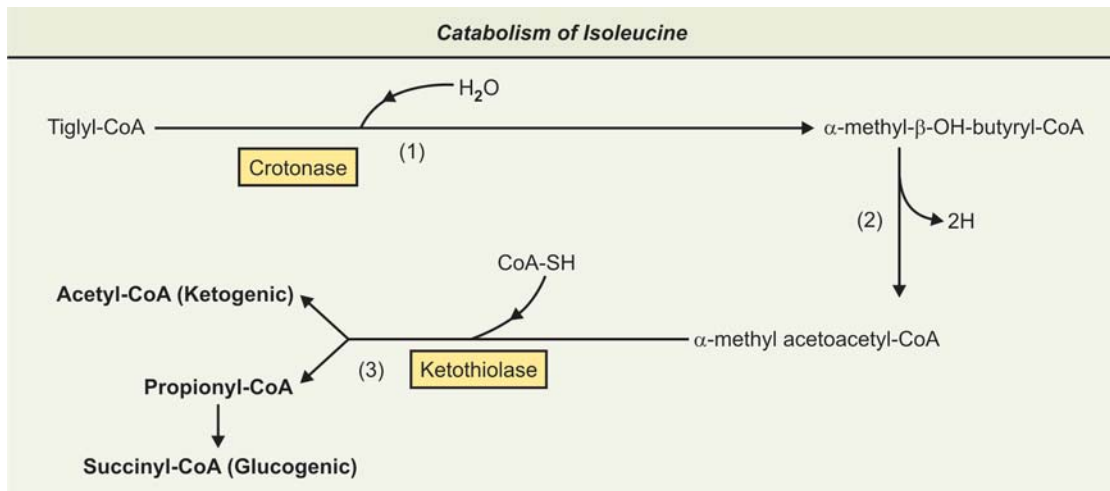 Catabolism of Isoleucine
H₂O
Tiglyl-CoA
α-methyl-β-OH-butyryl-CoA
(1)
Crotonase
(2)
2H
CoA-SH
Acetyl-CoA (Ketogenic)
α-methyl acetoacetyl-CoA
(3)
Ketothiolase
Propionyl-CoA
Succinyl-CoA (Glucogenic)